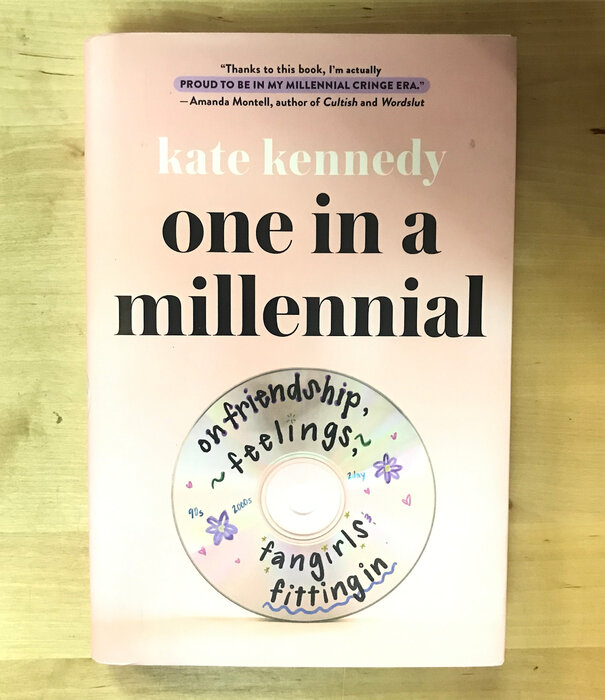 "Thanks to this book, I'm actually
PROUD TO BE IN MY MILLENNIAL CRINGE ERA."
—Amanda Montell, author of Cultish and Wordslut
kate kennedy
one in a
millennial
on friendship,
~feelings,~
90s
2000s
2day
fangirls,
fitting in